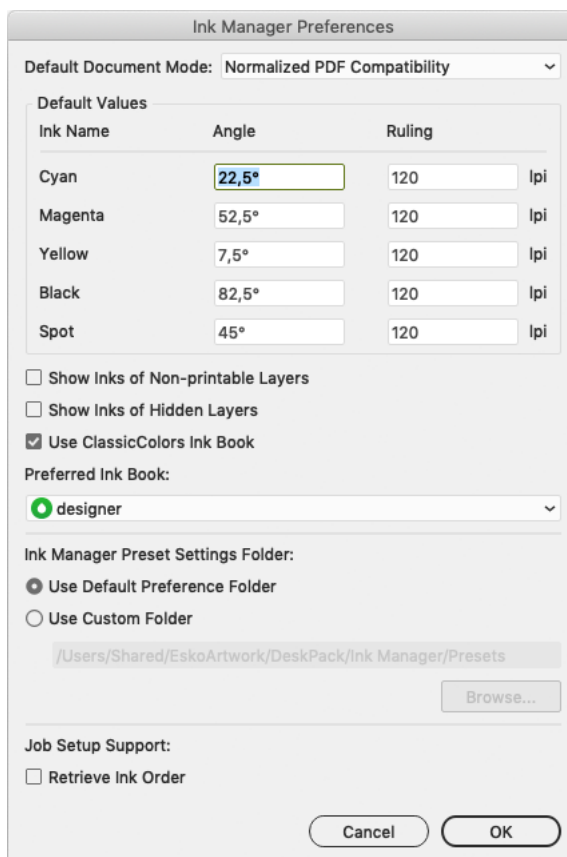 Ink Manager Preferences
Default Document Mode: Normalized PDF Compatibility
Default Values
Ink Name Angle Ruling
Cyan 22,5° 120 lpi
Magenta 52,5° 120 lpi
Yellow 7,5° 120 lpi
Black 82,5° 120 lpi
Spot 45° 120 lpi
Show Inks of Non-printable Layers
Show Inks of Hidden Layers
Use ClassicColors Ink Book
Preferred Ink Book:
designer
Ink Manager Preset Settings Folder:
Use Default Preference Folder
Use Custom Folder
/Users/Shared/EskoArtwork/DeskPack/Ink Manager/Presets
Browse...
Job Setup Support:
Retrieve Ink Order
Cancel OK